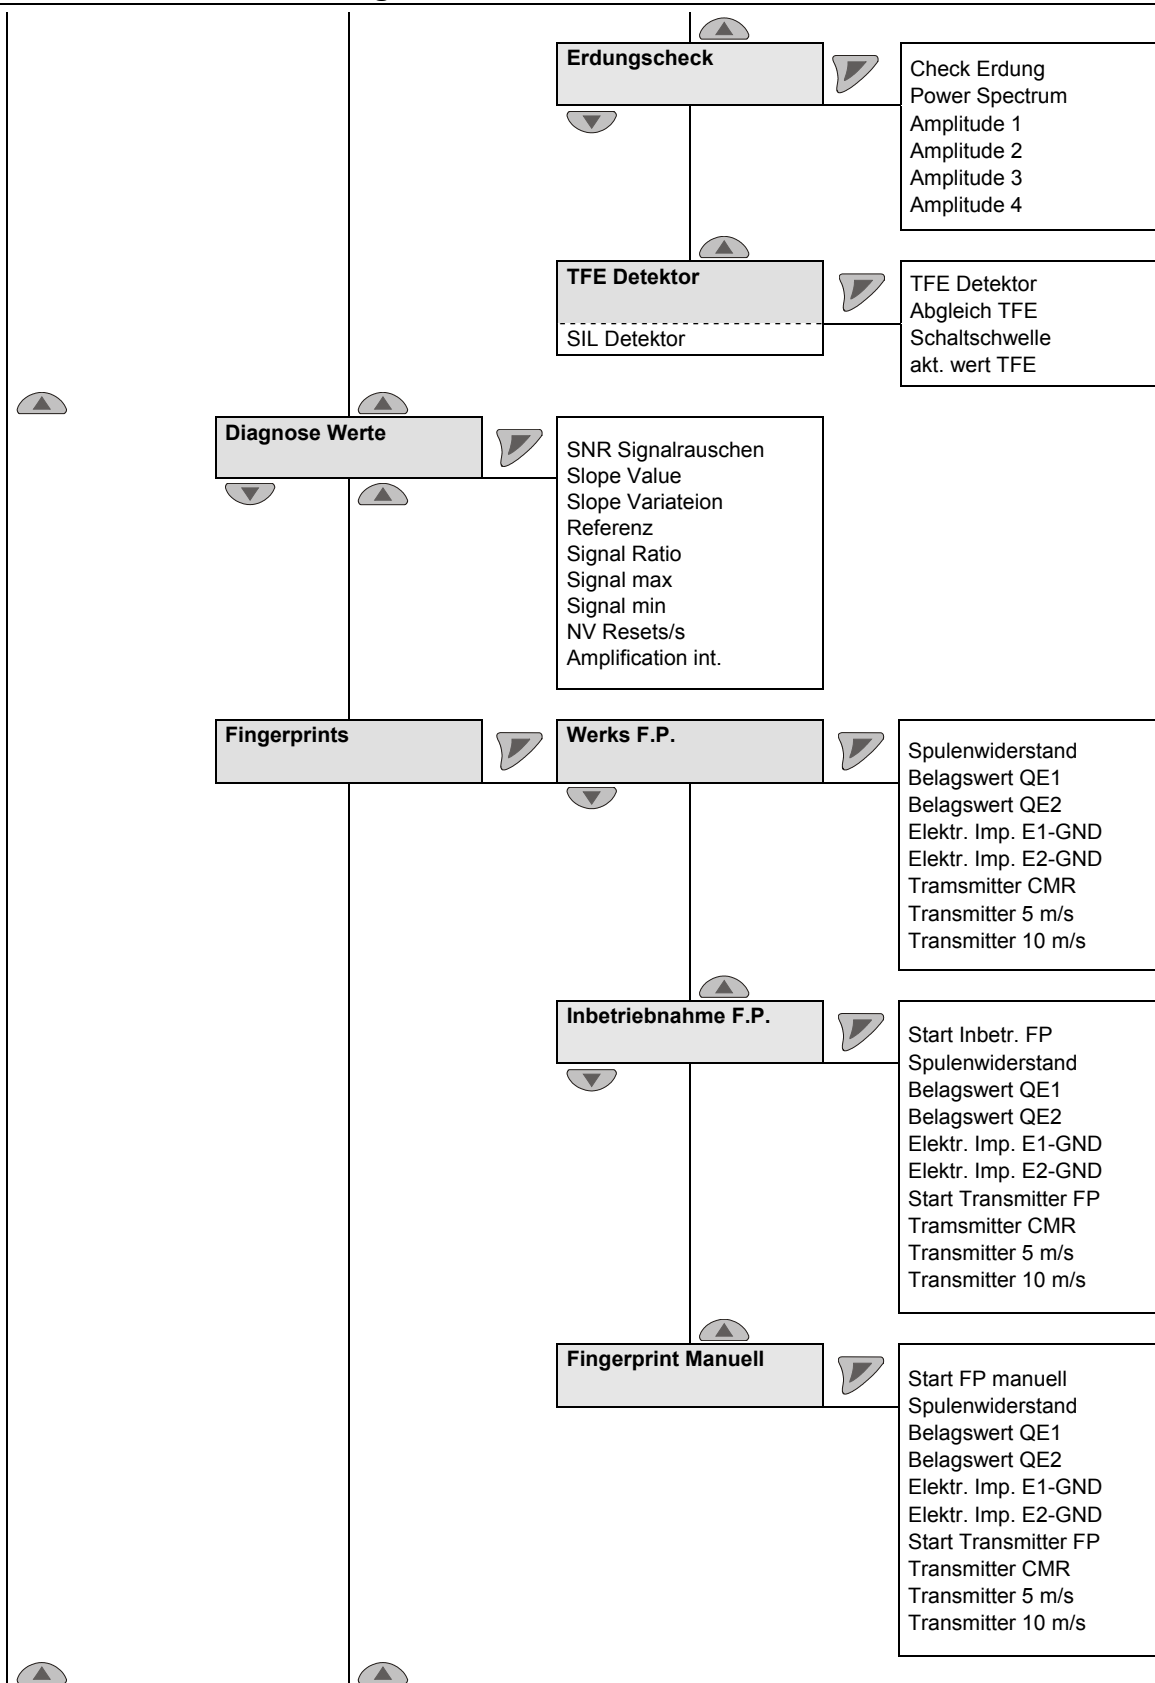 Erdungscheck
Check Erdung
Power Spectrum
Amplitude 1
Amplitude 2
Amplitude 3
Amplitude 4
TFE Detektor
SIL Detektor
TFE Detektor
Abgleich TFE
Schaltschwelle
akt. wert TFE
Diagnose Werte
SNR Signalrauschen
Slope Value
Slope Variateion
Referenz
Signal Ratio
Signal max
Signal min
NV Resets/s
Amplification int.
Fingerprints
Werks F.P.
Spulenwiderstand
Belagswert QE1
Belagswert QE2
Elektr. Imp. E1-GND
Elektr. Imp. E2-GND
Tramsmitter CMR
Transmitter 5 m/s
Transmitter 10 m/s
Inbetriebnahme F.P.
Start Inbetr. FP
Spulenwiderstand
Belagswert QE1
Belagswert QE2
Elektr. Imp. E1-GND
Elektr. Imp. E2-GND
Start Transmitter FP
Tramsmitter CMR
Transmitter 5 m/s
Transmitter 10 m/s
Fingerprint Manuell
Start FP manuell
Spulenwiderstand
Belagswert QE1
Belagswert QE2
Elektr. Imp. E1-GND
Elektr. Imp. E2-GND
Start Transmitter FP
Transmitter CMR
Transmitter 5 m/s
Transmitter 10 m/s